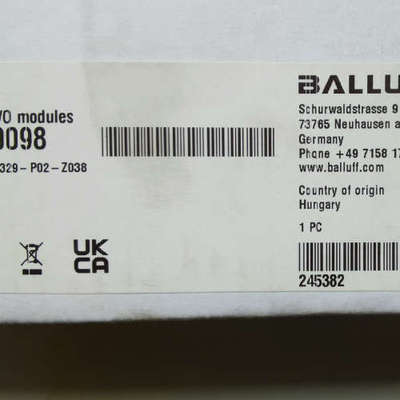 I/O modules
0098
329-P02-Z038
UK
CA
BALLUF
Schurwaldstrasse 9
73765 Neuhausen a
Germany
Phone +49 7158 17
www.balluff.com
Country of origin
Hungary
1 PC
245382